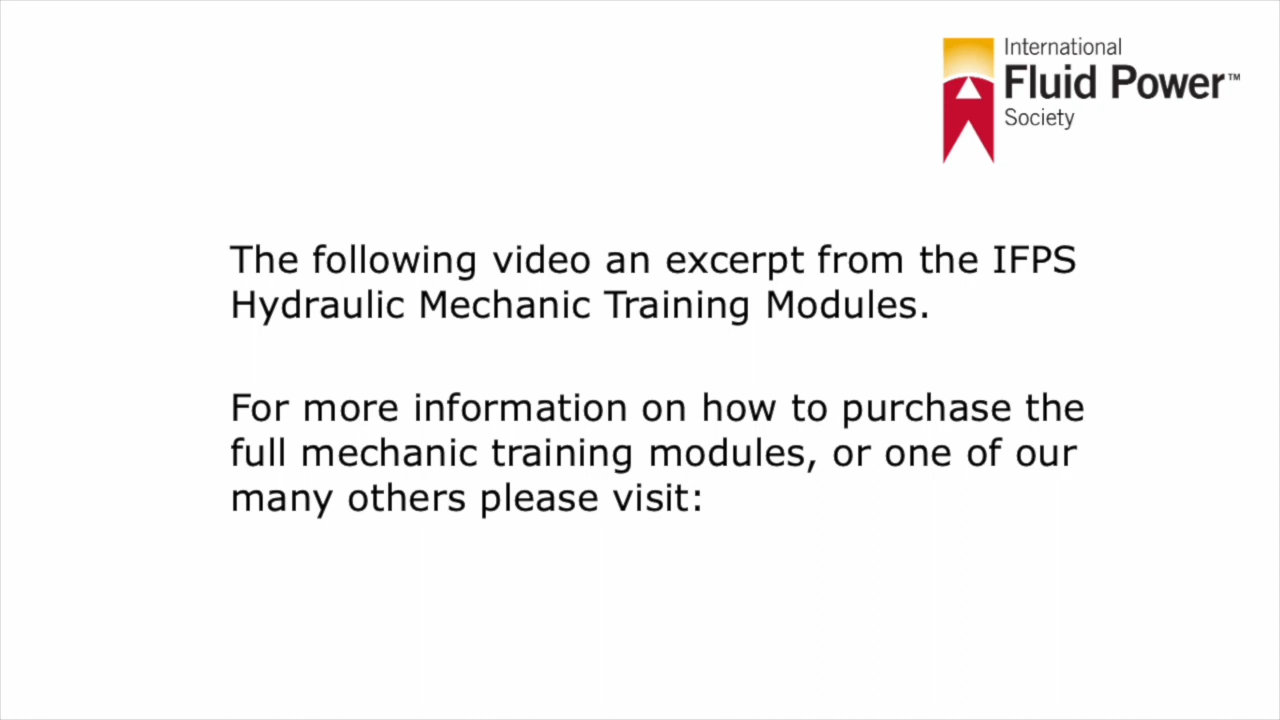 International
Fluid Power™
Society
The following video an excerpt from the IFPS
Hydraulic Mechanic Training Modules.
For more information on how to purchase the
full mechanic training modules, or one of our
many others please visit: